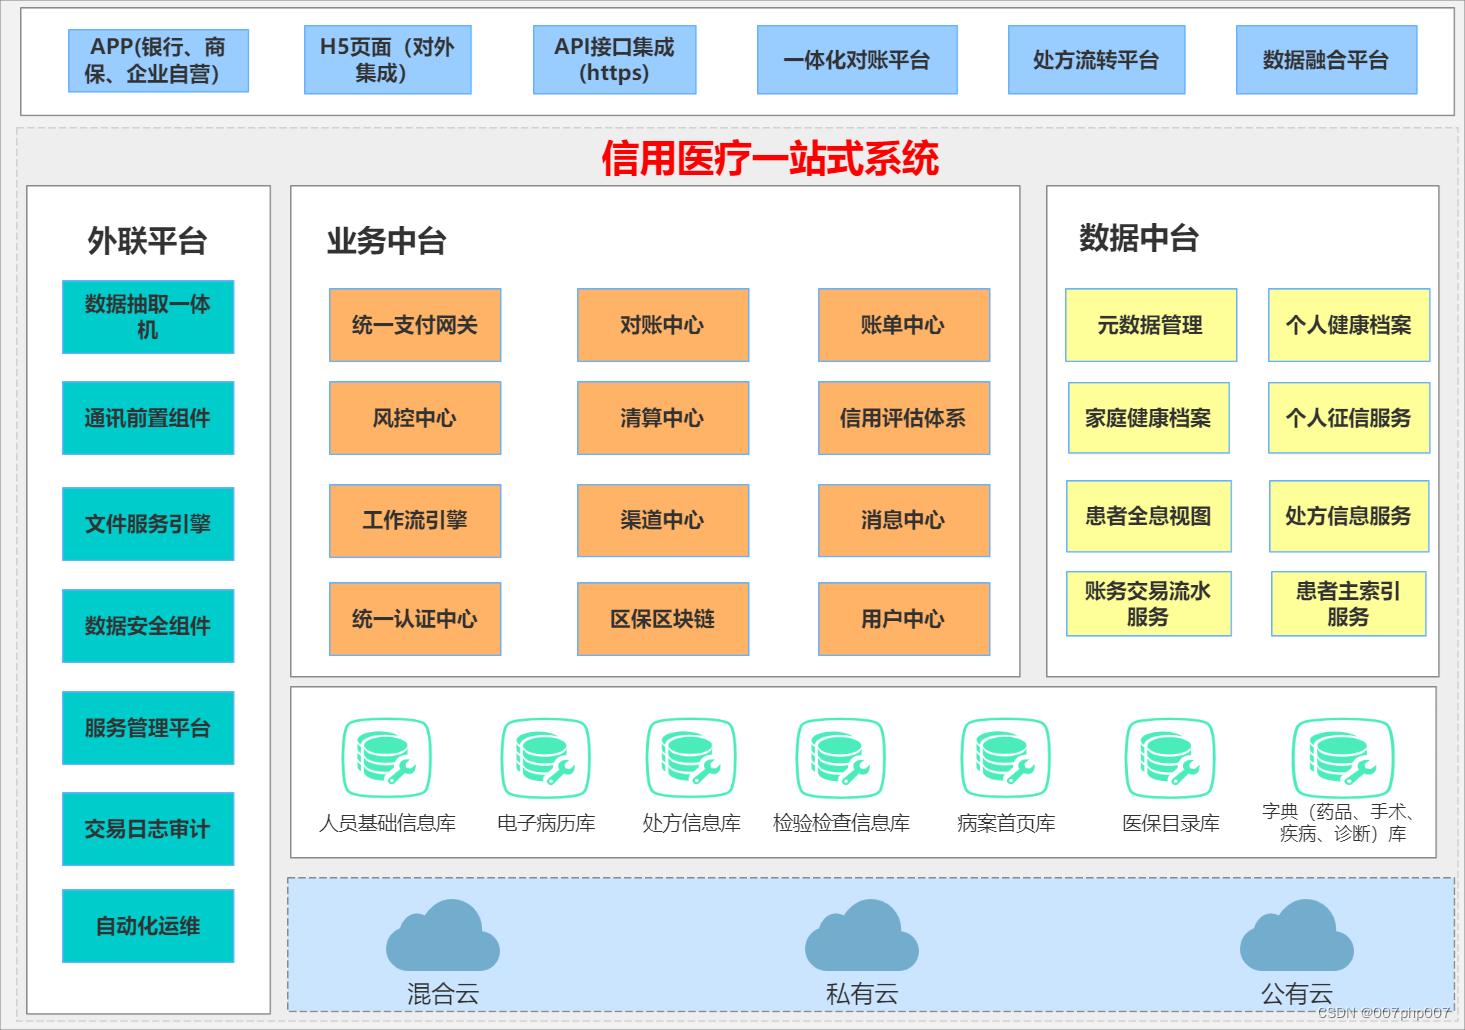 APP(银行、商
保、企业自营）
H5页面（对外
集成）
API接口集成
(https)
一体化对账平台
处方流转平台
数据融合平台
信用医疗一站式系统
外联平台
数据抽取一体
机
通讯前置组件
文件服务引擎
数据安全组件
服务管理平台
交易日志审计
自动化运维
业务中台
统一支付网关
对账中心
账单中心
风控中心
清算中心
信用评估体系
工作流引擎
渠道中心
消息中心
统一认证中心
区保区块链
用户中心
数据中台
元数据管理
个人健康档案
家庭健康档案
个人征信服务
患者全息视图
处方信息服务
账务交易流水
服务
患者主索引
服务
人员基础信息库
电子病历库
处方信息库
检验检查信息库
病案首页库
医保目录库
字典（药品、手术、
疾病、诊断）库
混合云
私有云
公有云
CSDN @007php007